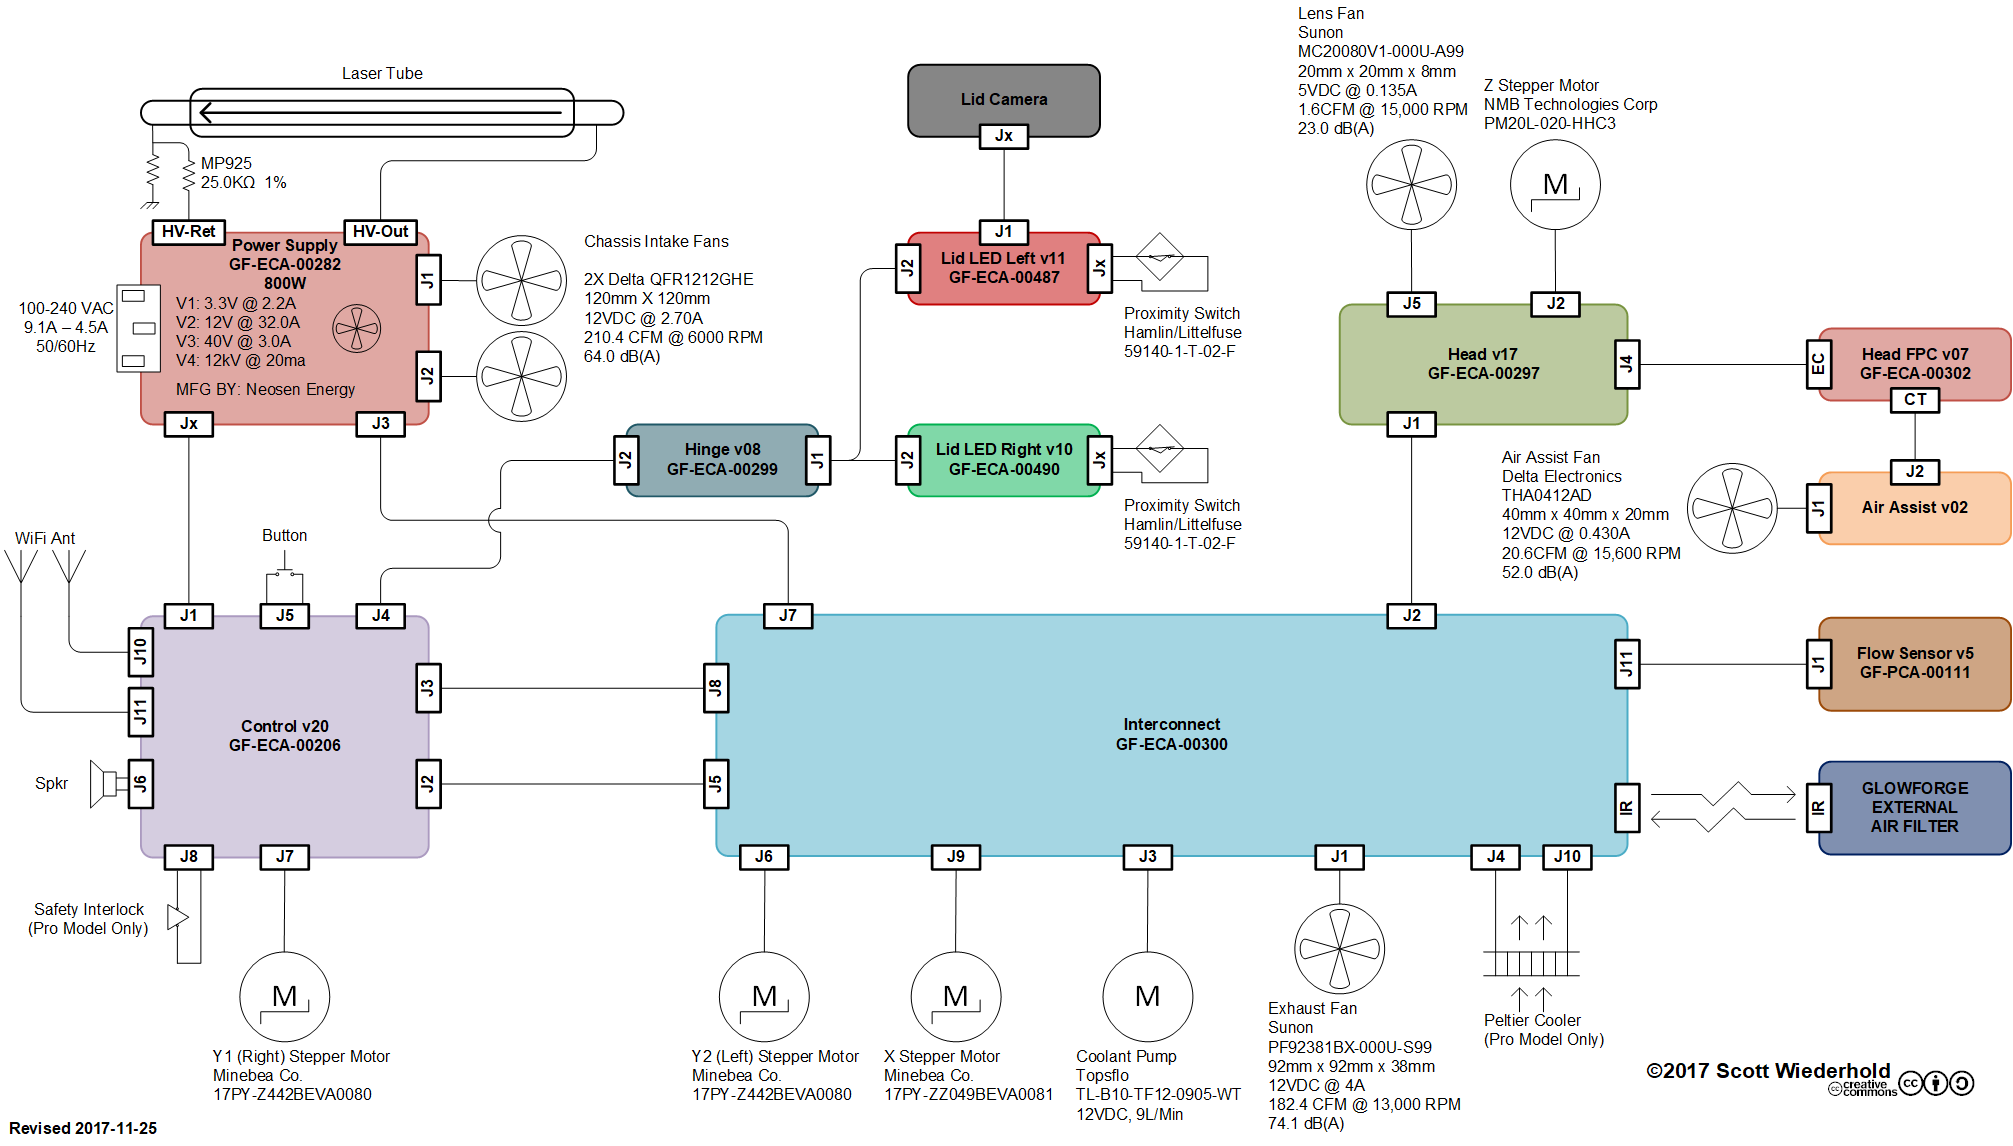 Laser Tube
MP925
25.0KΩ 1%
HV-Ret
HV-Out
Power Supply
GF-ECA-00282
800W
V1: 3.3V @ 2.2A
V2: 12V @ 32.0A
V3: 40V @ 3.0A
V4: 12kV @ 20ma
MFG BY: Neosen Energy
100-240 VAC
9.1A – 4.5A
50/60Hz
J1
J2
Jx
J3
Chassis Intake Fans
2X Delta QFR1212GHE
120mm X 120mm
12VDC @ 2.70A
210.4 CFM @ 6000 RPM
64.0 dB(A)
Lid Camera
Jx
J1
J2
Lid LED Left v11
GF-ECA-00487
Jx
Proximity Switch
Hamlin/Littelfuse
59140-1-T-02-F
J2
Hinge v08
GF-ECA-00299
J1
J2
Lid LED Right v10
GF-ECA-00490
Jx
Proximity Switch
Hamlin/Littelfuse
59140-1-T-02-F
Lens Fan
Sunon
MC20080V1-000U-A99
20mm x 20mm x 8mm
5VDC @ 0.135A
1.6CFM @ 15,000 RPM
23.0 dB(A)
Z Stepper Motor
NMB Technologies Corp
PM20L-020-HHC3
M
J5
J2
Head v17
GF-ECA-00297
J4
J1
EC
Head FPC v07
GF-ECA-00302
CT
J2
J1
Air Assist v02
Air Assist Fan
Delta Electronics
THA0412AD
40mm x 40mm x 20mm
12VDC @ 0.430A
20.6CFM @ 15,600 RPM
52.0 dB(A)
WiFi Ant
Button
J1
J5
J4
J10
J11
J6
Spkr
Control v20
GF-ECA-00206
J3
J2
J8
J7
Safety Interlock
(Pro Model Only)
M
Y1 (Right) Stepper Motor
Minebea Co.
17PY-Z442BEVA0080
J7
J2
J8
J5
Interconnect
GF-ECA-00300
J11
IR
J6
J9
J3
J1
J4
J10
J1
Flow Sensor v5
GF-PCA-00111
IR
GLOWFORGE
EXTERNAL
AIR FILTER
M
Y2 (Left) Stepper Motor
Minebea Co.
17PY-Z442BEVA0080
M
X Stepper Motor
Minebea Co.
17PY-ZZ049BEVA0081
M
Coolant Pump
Topsflo
TL-B10-TF12-0905-WT
12VDC, 9L/Min
Exhaust Fan
Sunon
PF92381BX-000U-S99
92mm x 92mm x 38mm
12VDC @ 4A
182.4 CFM @ 13,000 RPM
74.1 dB(A)
Peltier Cooler
(Pro Model Only)
©2017 Scott Wiederhold
creative
commons
Revised 2017-11-25